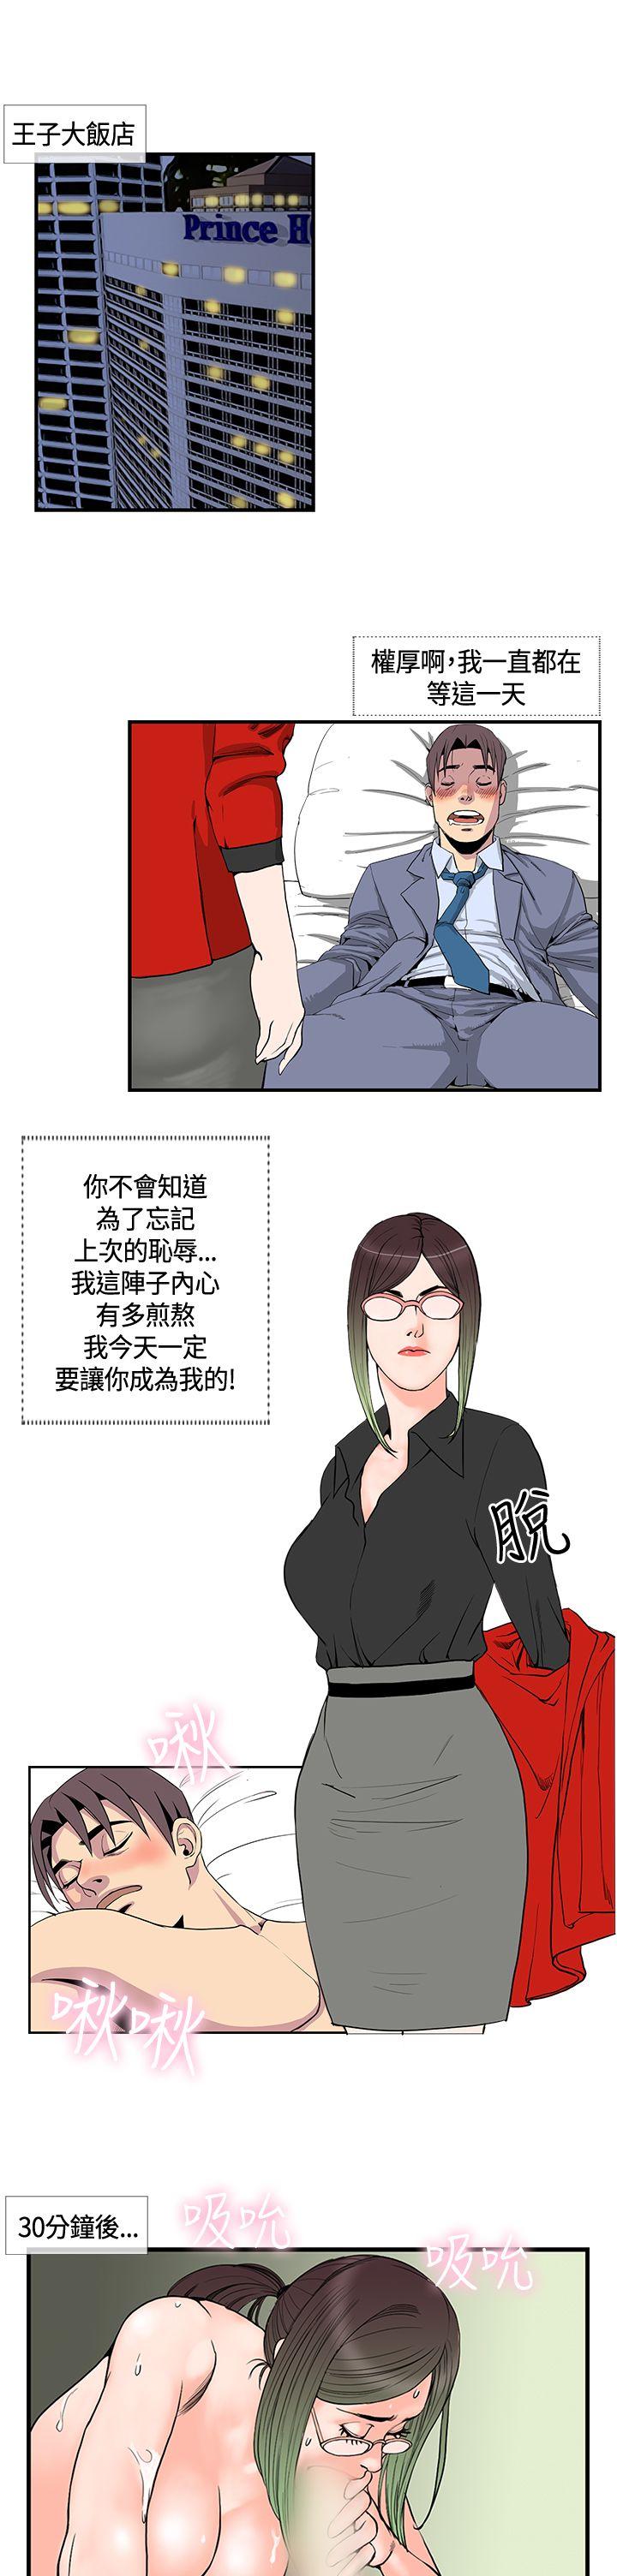 王子大飯店
Prince H
權厚啊,我一直都在
等這一天
你不會知道
為了忘記
上次的恥辱...
我這陣子內心
有多煎熬
我今天一定
要讓你成為我的!
脫
啾
啾啾
30分鐘後...
吸吮
吸吮